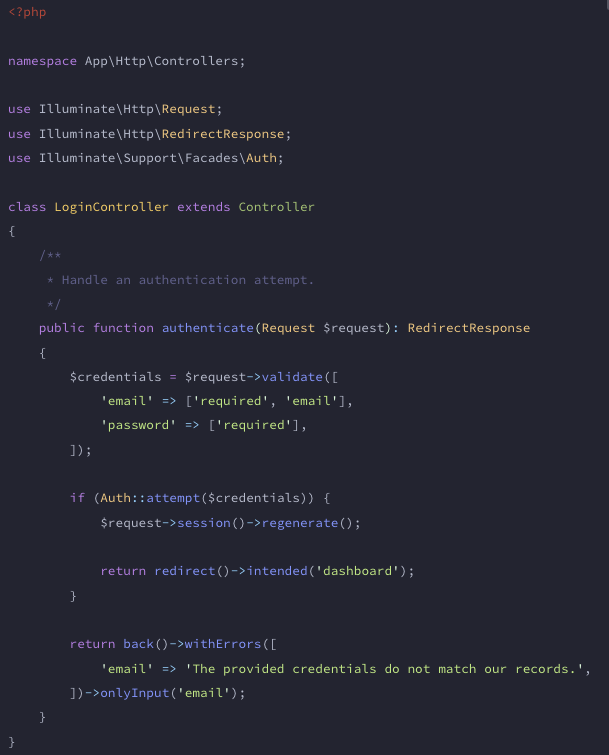 <?php
namespace App\Http\Controllers;
use Illuminate\Http\Request;
use Illuminate\Http\RedirectResponse;
use Illuminate\Support\Facades\Auth;
class LoginController extends Controller
{
    /**
     * Handle an authentication attempt.
     */
    public function authenticate(Request $request): RedirectResponse
    {
        $credentials = $request->validate([
            'email' => ['required', 'email'],
            'password' => ['required'],
        ]);
        if (Auth::attempt($credentials)) {
            $request->session()->regenerate();
            return redirect()->intended('dashboard');
        }
        return back()->withErrors([
            'email' => 'The provided credentials do not match our records.',
        ])->onlyInput('email');
    }
}